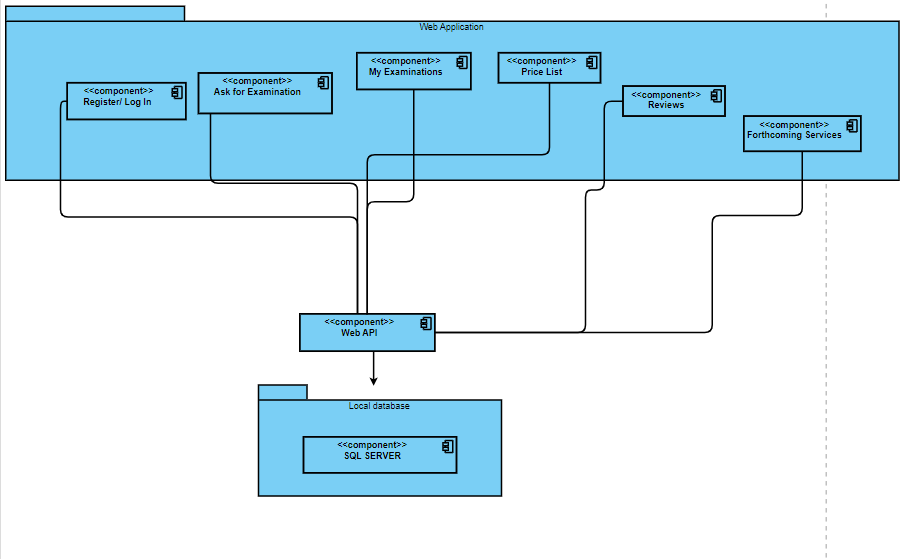 Web Application
<<component>>
Register/ Log In
<<component>>
Ask for Examination
<<component>>
My Examinations
<<component>>
Price List
<<component>>
Reviews
<<component>>
Forthcoming Services
<<component>>
Web API
Local database
<<component>>
SQL SERVER